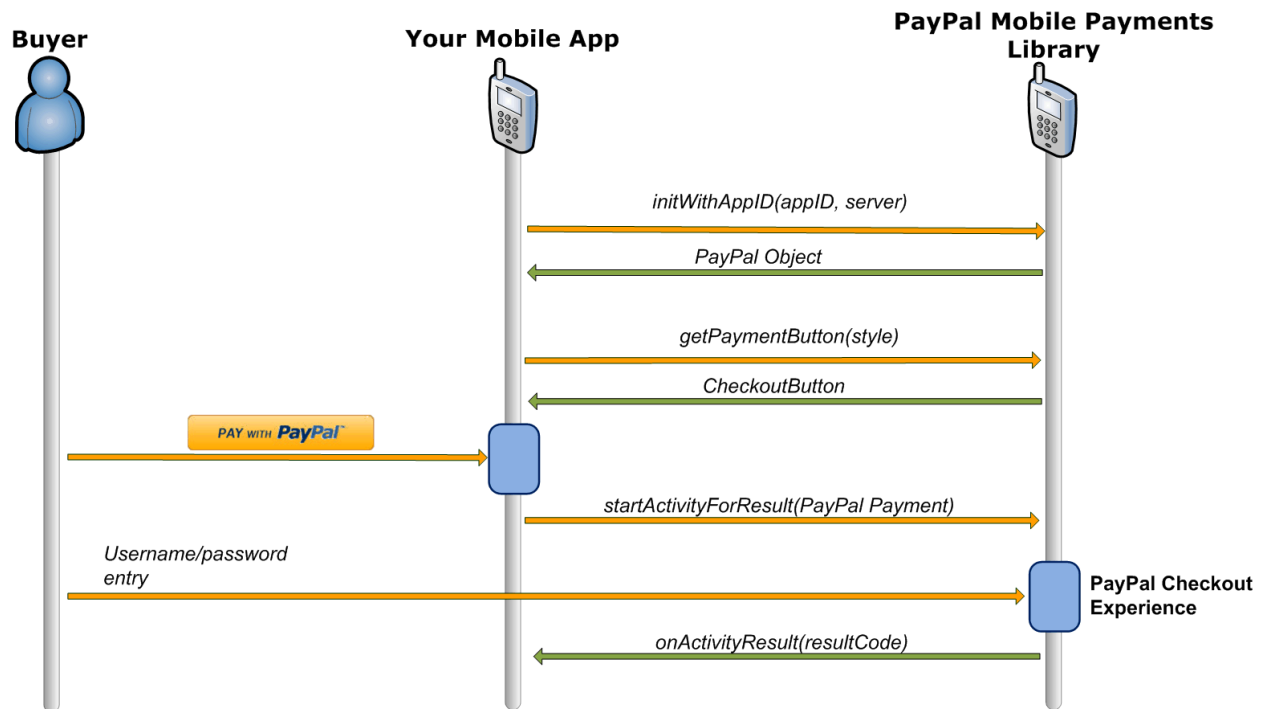 Buyer
Your Mobile App
PayPal Mobile Payments
Library
initWithAppID(appID, server)
PayPal Object
getPaymentButton(style)
CheckoutButton
PAY WITH PayPal™
startActivityForResult(PayPal Payment)
Username/password
entry
PayPal Checkout
Experience
onActivityResult(resultCode)